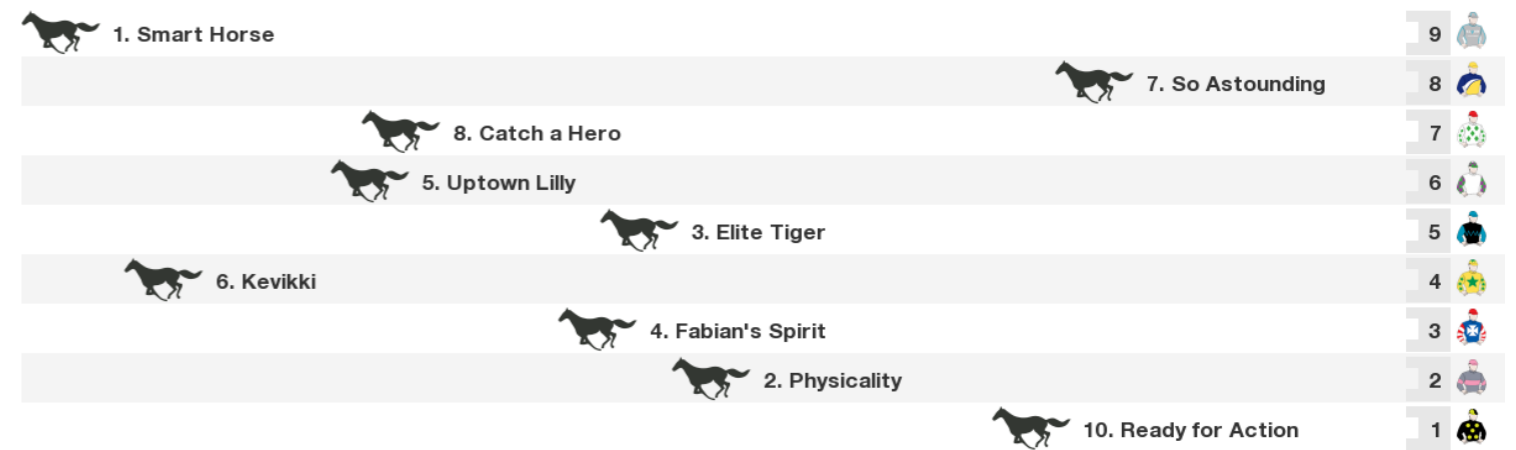 1. Smart Horse 9
7. So Astounding 8
8. Catch a Hero 7
5. Uptown Lilly 6
3. Elite Tiger 5
6. Kevikki 4
4. Fabian's Spirit 3
2. Physicality 2
10. Ready for Action 1